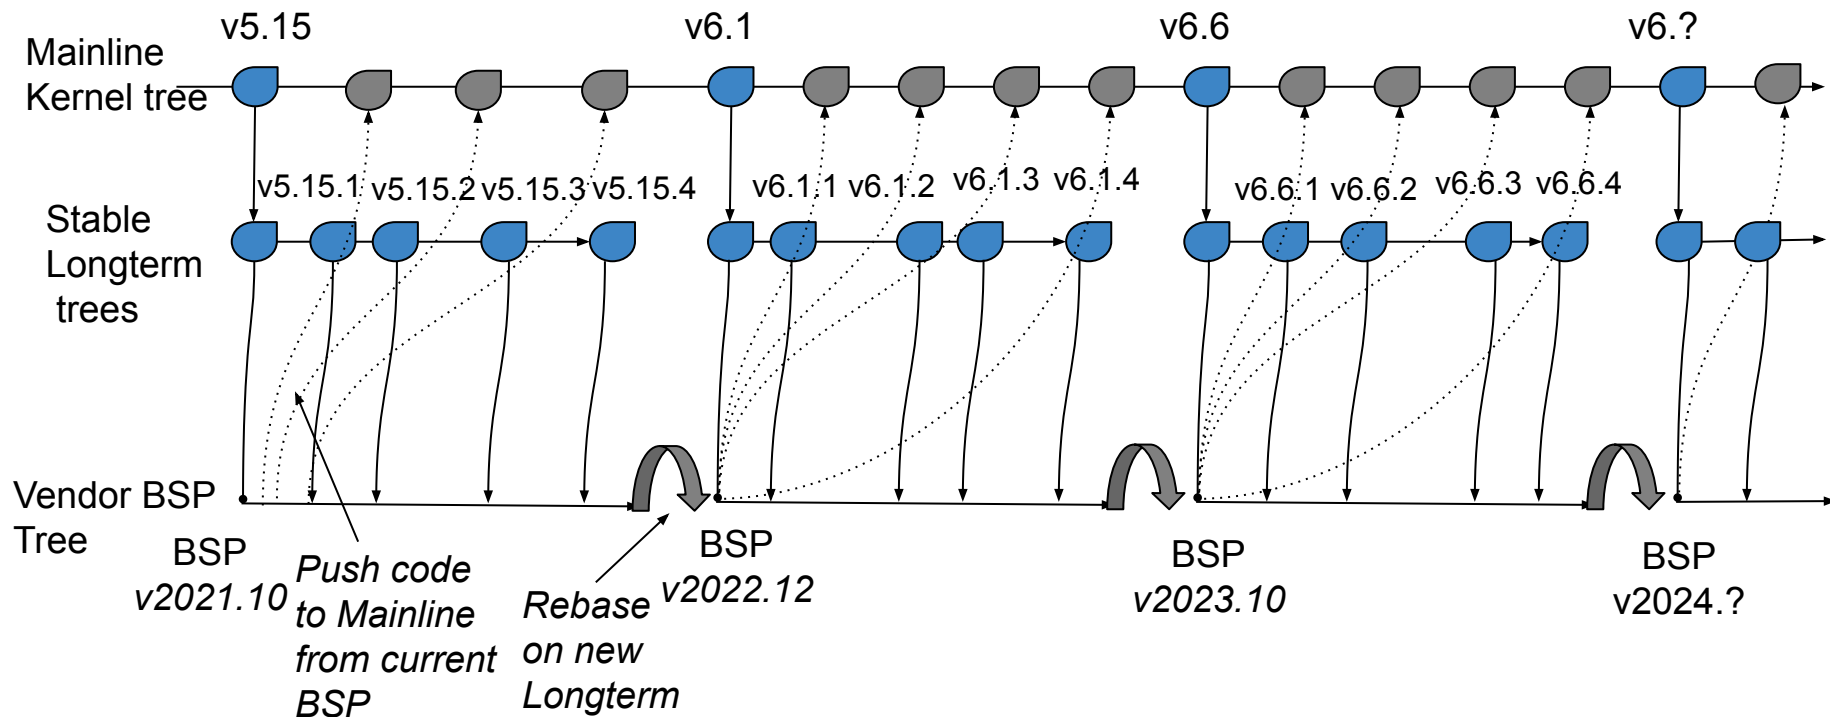 v5.15
v6.1
v6.6
v6.?
Mainline
Kernel tree
v5.15.1
v5.15.2
v5.15.3
v5.15.4
v6.1.1
v6.1.2
v6.1.3
v6.1.4
v6.6.1
v6.6.2
v6.6.3
v6.6.4
Stable
Longterm
trees
Vendor BSP
Tree
BSP
v2021.10
BSP
v2022.12
BSP
v2023.10
BSP
v2024.?
Push code
to Mainline
from current
BSP
Rebase
on new
Longterm